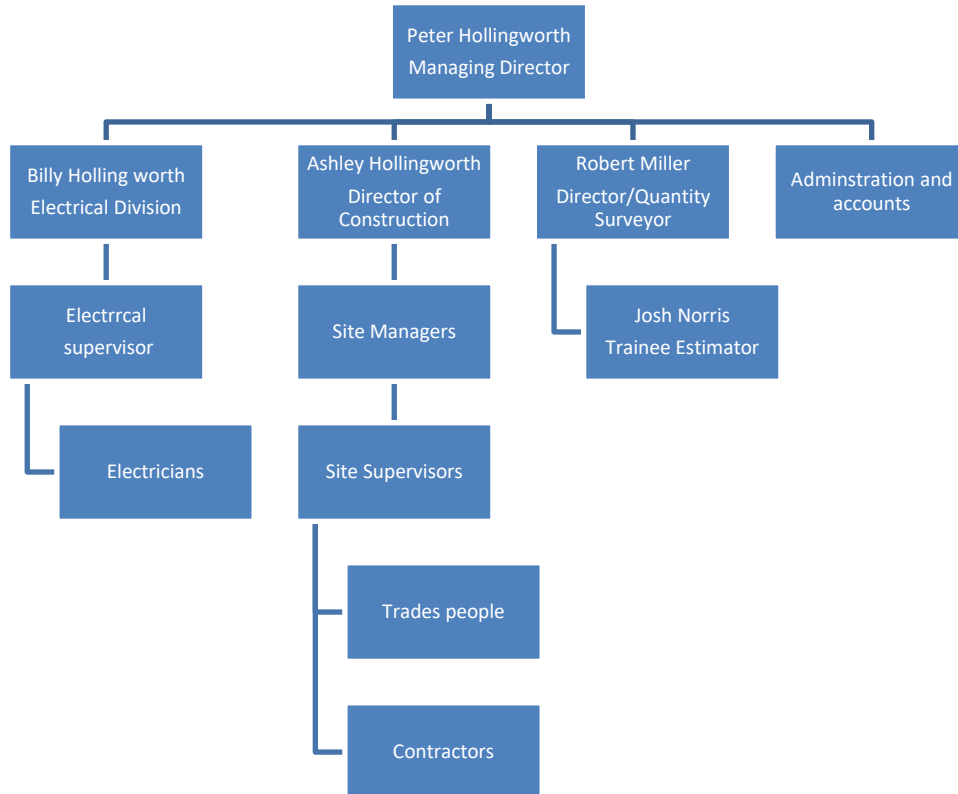 Peter Hollingworth
Managing Director
Billy Holling worth
Electrical Division
Ashley Hollingworth
Director of
Construction
Robert Miller
Director/Quantity
Surveyor
Adminstration and
accounts
Electrrcal
supervisor
Site Managers
Josh Norris
Trainee Estimator
Electricians
Site Supervisors
Trades people
Contractors